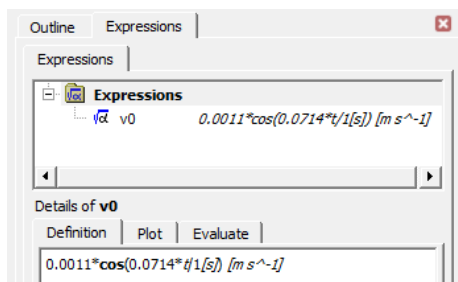 Outline Expressions
Expressions
Expressions
v0 0.0011*cos(0.0714*t/1[s]) [m s^-1]
Details of v0
Definition Plot Evaluate
0.0011*cos(0.0714*t/1[s]) [m s^-1]